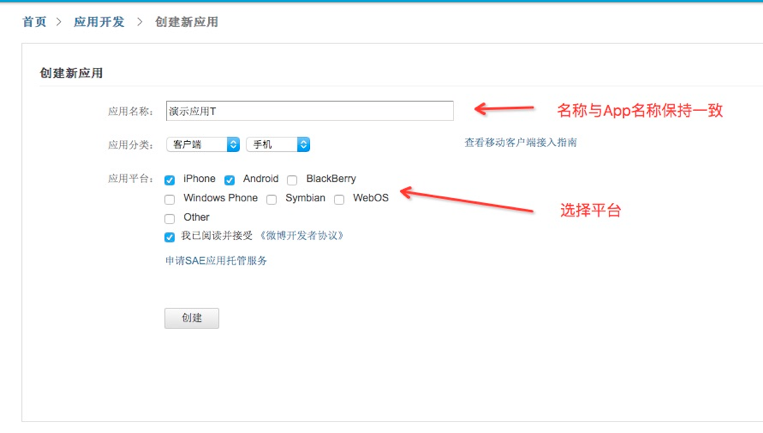 首页 > 应用开发 > 创建新应用
创建新应用
应用名称： 演示应用T 名称与App名称保持一致
应用分类： 客户端 手机 查看移动客户端接入指南
应用平台： iPhone Android BlackBerry
Windows Phone Symbian WebOS
Other 选择平台
我已阅读并接受 《微博开发者协议》
申请SAE应用托管服务
创建